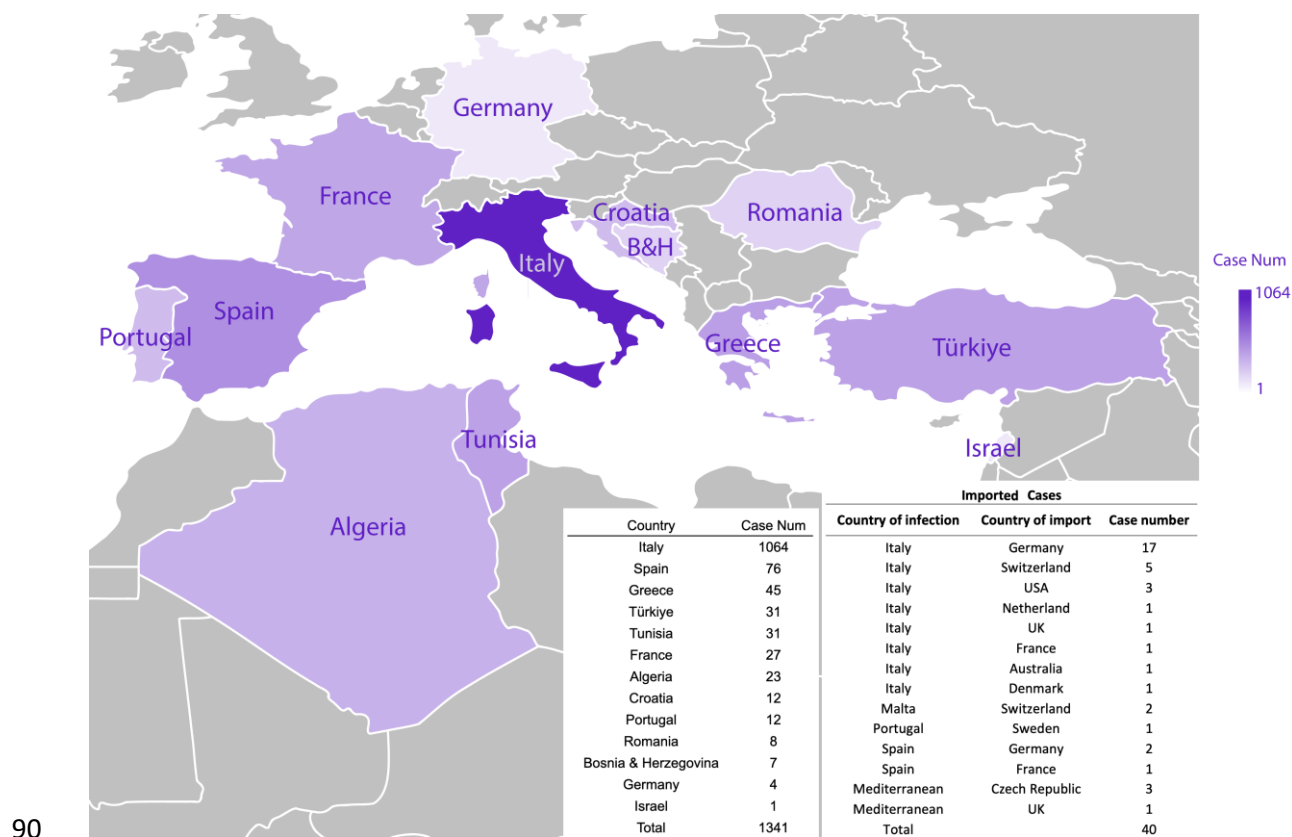 Germany
France
Croatia
Romania
B&H
Italy
Case Num
1064
1
Spain
Portugal
Greece
Türkiye
Tunisia
Israel
Algeria
Country Case Num
Italy 1064
Spain 76
Greece 45
Türkiye 31
Tunisia 31
France 27
Algeria 23
Croatia 12
Portugal 12
Romania 8
Bosnia & Herzegovina 7
Germany 4
Israel 1
Total 1341
Imported Cases
Country of infection Country of import Case number
Italy Germany 17
Italy Switzerland 5
Italy USA 3
Italy Netherland 1
Italy UK 1
Italy France 1
Italy Australia 1
Italy Denmark 1
Malta Switzerland 2
Portugal Sweden 1
Spain Germany 2
Spain France 1
Mediterranean Czech Republic 3
Mediterranean UK 1
Total 40
90